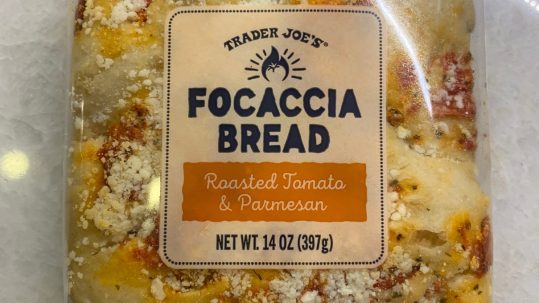 TRADER JOE'S®
FOCACCIA
BREAD
Roasted Tomato
& Parmesan
NET WT. 14 OZ (397g)